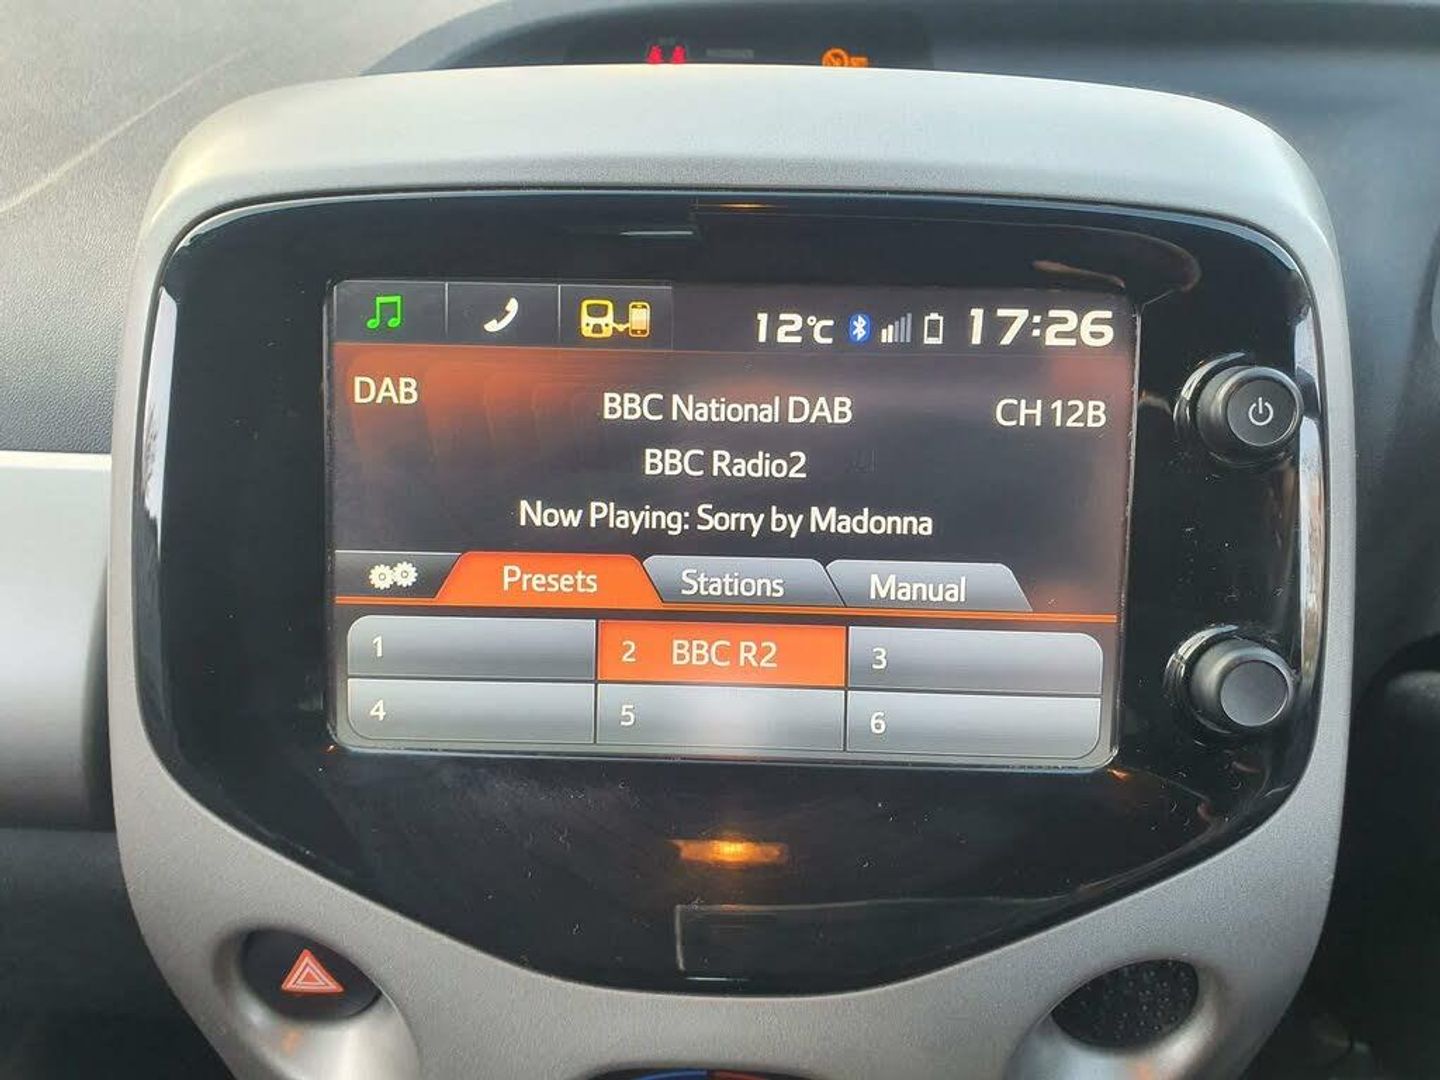 12°C 17:26
DAB BBC National DAB CH 12B
BBC Radio2
Now Playing: Sorry by Madonna
Presets Stations Manual
1 2 BBC R2 3
4 5 6